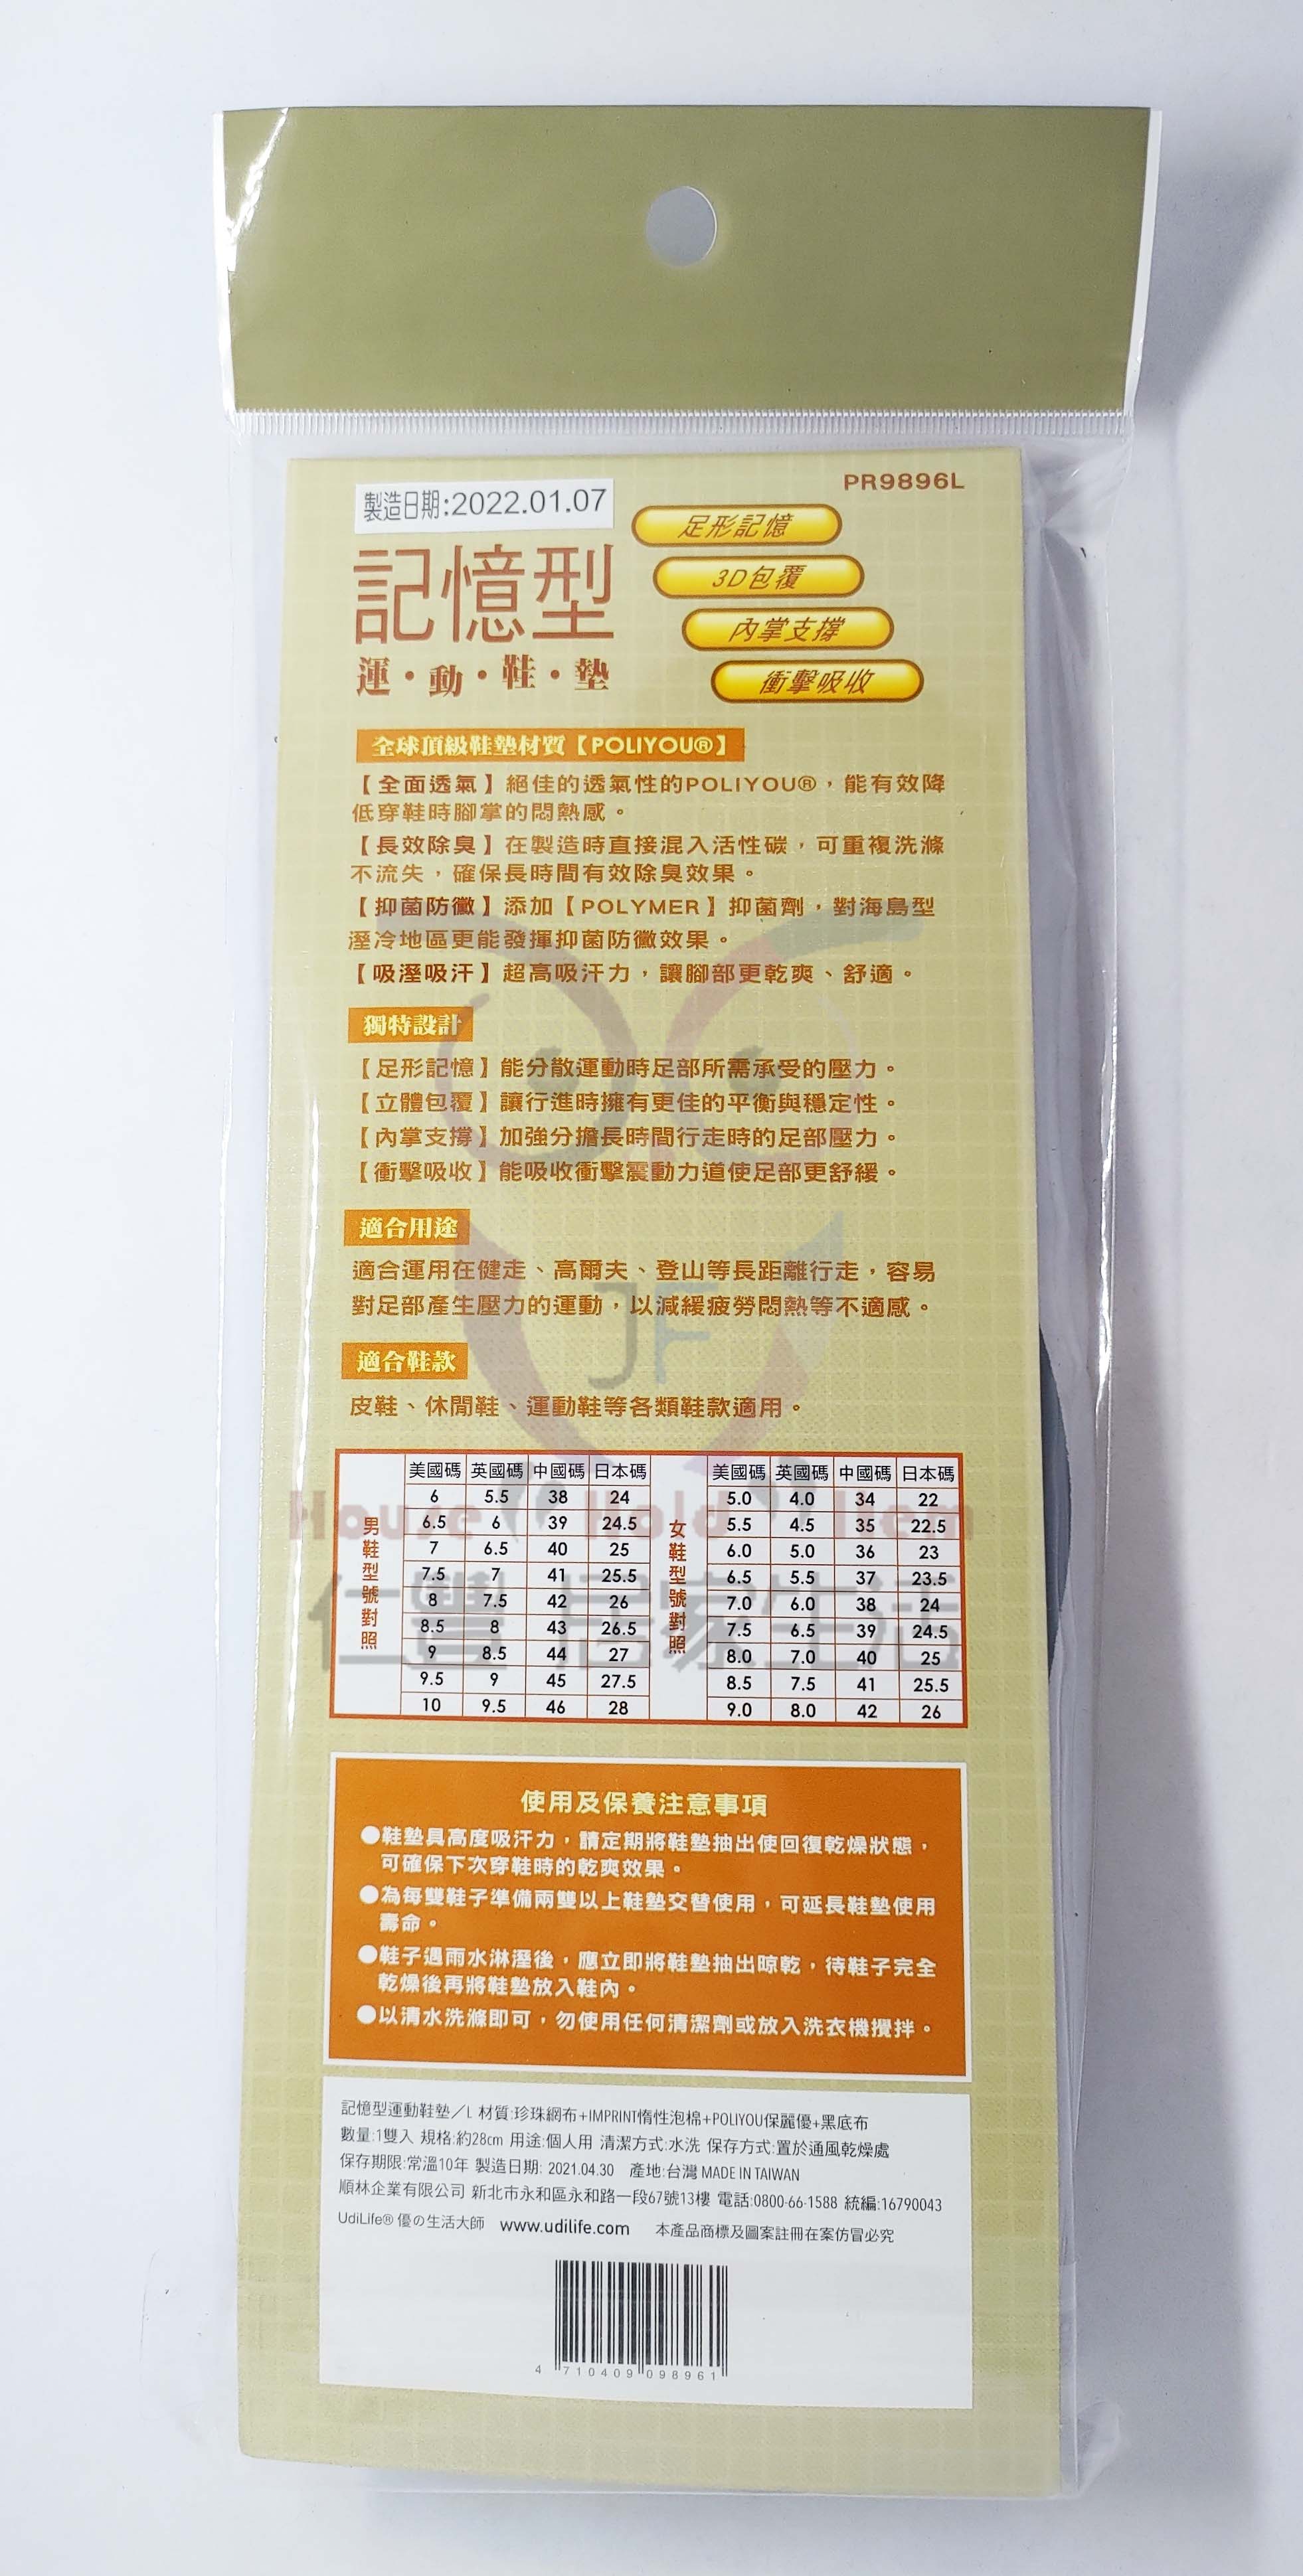 PR9896L
製造日期:2022.01.07
記憶型
運・動・鞋・墊
足形記憶
3D包覆
內掌支撐
衝擊吸收
全球頂級鞋墊材質【POLIYOU®】
【全面透氣】絕佳的透氣性的POLIYOU®，能有效降
低穿鞋時腳掌的悶熱感。
【長效除臭】在製造時直接混入活性碳，可重複洗滌
不流失，確保長時間有效除臭效果。
【抑菌防黴】添加【POLYMER】抑菌劑，對海島型
溼冷地區更能發揮抑菌防黴效果。
【吸溼吸汗】超高吸汗力，讓腳部更乾爽、舒適。
獨特設計
【足形記憶】能分散運動時足部所需承受的壓力。
【立體包覆】讓行進時擁有更佳的平衡與穩定性。
【內掌支撐】加強分擔長時間行走時的足部壓力。
【衝擊吸收】能吸收衝擊震動力道使足部更舒緩。
適合用途
適合運用在健走、高爾夫、登山等長距離行走，容易
對足部產生壓力的運動，以減緩疲勞悶熱等不適感。
JF
適合鞋款
皮鞋、休閒鞋、運動鞋等各類鞋款適用。
男鞋型號對照
美國碼 英國碼 中國碼 日本碼
6 5.5 38 24
6.5 6 39 24.5
7 6.5 40 25
7.5 7 41 25.5
8 7.5 42 26
8.5 8 43 26.5
9 8.5 44 27
9.5 9 45 27.5
10 9.5 46 28
女鞋型號對照
美國碼 英國碼 中國碼 日本碼
5.0 4.0 34 22
5.5 4.5 35 22.5
6.0 5.0 36 23
6.5 5.5 37 23.5
7.0 6.0 38 24
7.5 6.5 39 24.5
8.0 7.0 40 25
8.5 7.5 41 25.5
9.0 8.0 42 26
House Hold Item
仁豐 居家生活
使用及保養注意事項
●鞋墊具高度吸汗力，請定期將鞋墊抽出使回復乾燥狀態，
可確保下次穿鞋時的乾爽效果。
●為每雙鞋子準備兩雙以上鞋墊交替使用，可延長鞋墊使用
壽命。
●鞋子遇雨水淋溼後，應立即將鞋墊抽出晾乾，待鞋子完全
乾燥後再將鞋墊放入鞋內。
●以清水洗滌即可，勿使用任何清潔劑或放入洗衣機攪拌。
記憶型運動鞋墊／L 材質:珍珠網布+IMPRINT惰性泡棉+POLIYOU保麗優+黑底布
數量:1雙入 規格:約28cm 用途:個人用 清潔方式:水洗 保存方式:置於通風乾燥處
保存期限:常溫10年 製造日期: 2021.04.30 產地:台灣 MADE IN TAIWAN
順林企業有限公司 新北市永和區永和路一段67號13樓 電話:0800-66-1588 統編:16790043
UdiLife® 優の生活大師 www.udilife.com 本產品商標及圖案註冊在案仿冒必究
4 710409 098961